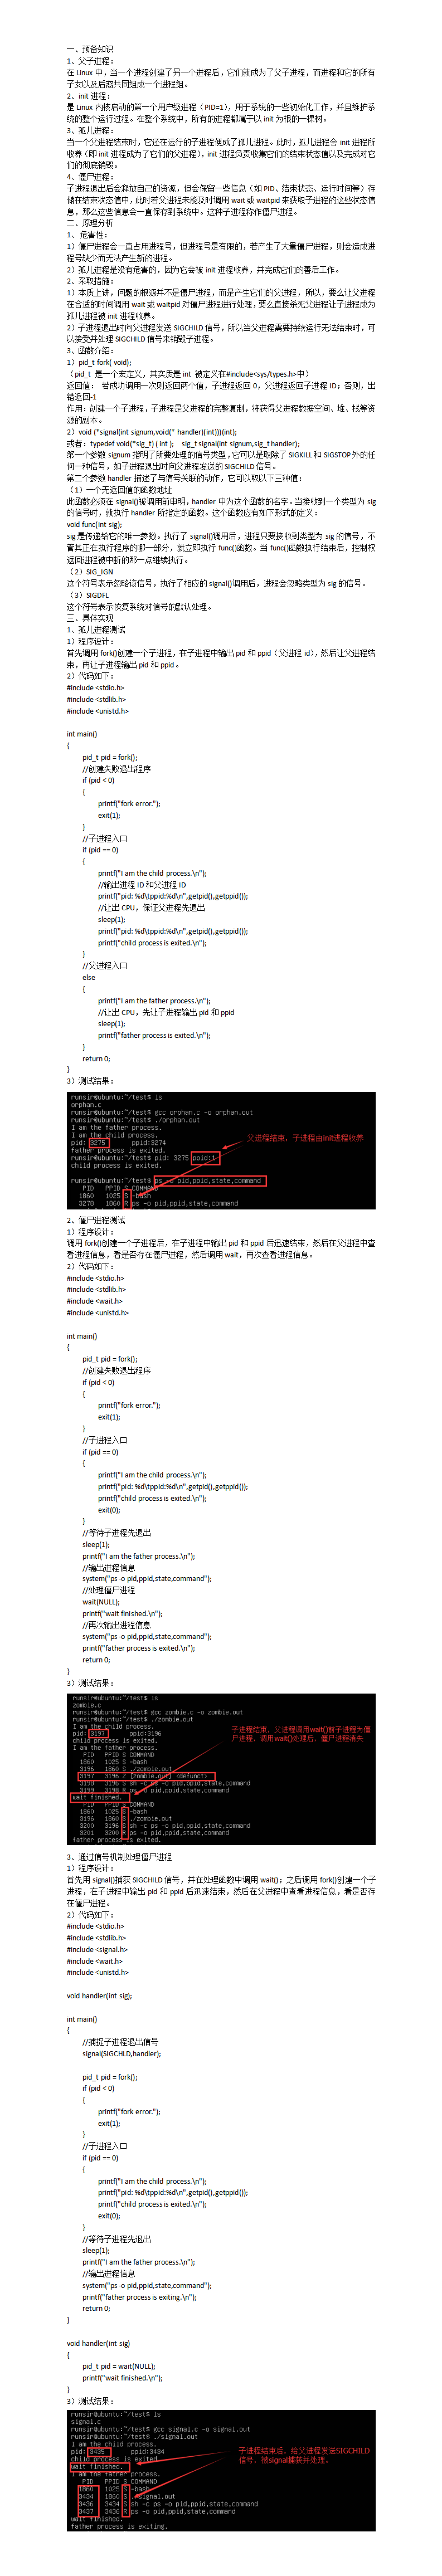 一、预备知识
1、父子进程：
在 Linux 中，当一个进程创建了另一个进程后，它们就成为了父子进程，而进程和它的所有
子女以及后裔共同组成一个进程组。
2、init 进程：
是 Linux 内核启动的第一个用户级进程（PID=1），用于系统的一些初始化工作，并且维护系
统的整个运行过程。在整个系统中，所有的进程都属于以 init 为根的一棵树。
3、孤儿进程：
当一个父进程结束时，它还在运行的子进程便成了孤儿进程。此时，孤儿进程会 init 进程所
收养（即 init 进程成为了它们的父进程），init 进程负责收集它们的结束状态值以及完成对它
们的彻底销毁。
4、僵尸进程：
子进程退出后会释放自己的资源，但会保留一些信息（如 PID、结束状态、运行时间等）存
储在结束状态值中，此时若父进程未能及时调用 wait 或 waitpid 来获取子进程的这些状态信
息，那么这些信息会一直保存到系统中。这种子进程称作僵尸进程。
二、原理分析
1、 危害性：
1）僵尸进程会一直占用进程号，但进程号是有限的，若产生了大量僵尸进程，则会造成进
程号缺少而无法产生新的进程。
2）孤儿进程是没有危害的，因为它会被 init 进程收养，并完成它们的善后工作。
2、采取措施：
1）本质上讲，问题的根源并不是僵尸进程，而是产生它们的父进程，所以，要么让父进程
在合适的时间调用 wait 或 waitpid 对僵尸进程进行处理，要么直接杀死父进程让子进程成为
孤儿进程被 init 进程收养。
2）子进程退出时向父进程发送 SIGCHILD 信号，所以当父进程需要持续运行无法结束时，可
以接受并处理 SIGCHILD 信号来销毁子进程。
3、函数介绍：
1）pid_t fork( void);
（pid_t 是一个宏定义，其实质是 int 被定义在#include<sys/types.h>中）
返回值： 若成功调用一次则返回两个值，子进程返回 0，父进程返回子进程 ID；否则，出
错返回-1
作用：创建一个子进程，子进程是父进程的完整复制，将获得父进程数据空间、堆、栈等资
源的副本。
2）void (*signal(int signum,void(* handler)(int)))(int);
或者：typedef void(*sig_t) ( int ); sig_t signal(int signum,sig_t handler);
第一个参数 signum 指明了所要处理的信号类型，它可以是取除了 SIGKILL 和 SIGSTOP 外的任
何一种信号，如子进程退出时向父进程发送的 SIGCHILD 信号。
第二个参数 handler 描述了与信号关联的动作，它可以取以下三种值：
（1）一个无返回值的函数地址
此函数必须在 signal()被调用前申明，handler 中为这个函数的名字。当接收到一个类型为 sig
的信号时，就执行 handler 所指定的函数。这个函数应有如下形式的定义：
void func(int sig);
sig 是传递给它的唯一参数。执行了 signal()调用后，进程只要接收到类型为 sig 的信号，不
管其正在执行程序的哪一部分，就立即执行 func()函数。当 func()函数执行结束后，控制权
返回进程被中断的那一点继续执行。
（2）SIG_IGN
这个符号表示忽略该信号，执行了相应的 signal()调用后，进程会忽略类型为 sig 的信号。
（3）SIGDFL
这个符号表示恢复系统对信号的默认处理。
三、具体实现
1、孤儿进程测试
1）程序设计：
首先调用 fork()创建一个子进程，在子进程中输出 pid 和 ppid（父进程 id），然后让父进程结
束，再让子进程输出 pid 和 ppid。
2）代码如下：
#include <stdio.h>
#include <stdlib.h>
#include <unistd.h>
int main()
{
pid_t pid = fork();
//创建失败退出程序
if (pid < 0)
{
printf("fork error.");
exit(1);
}
//子进程入口
if (pid == 0)
{
printf("I am the child process.\n");
//输出进程 ID 和父进程 ID
printf("pid: %d\tppid:%d\n",getpid(),getppid());
//让出 CPU，保证父进程先退出
sleep(1);
printf("pid: %d\tppid:%d\n",getpid(),getppid());
printf("child process is exited.\n");
}
//父进程入口
else
{
printf("I am the father process.\n");
//让出 CPU，先让子进程输出 pid 和 ppid
sleep(1);
printf("father process is exited.\n");
}
return 0;
}
3）测试结果：
runsir@ubuntu:~/test$ ls
orphan.c
runsir@ubuntu:~/test$ gcc orphan.c -o orphan.out
runsir@ubuntu:~/test$ ./orphan.out
I am the father process.
I am the child process.
pid: 3275 ppid:3274
父进程结束，子进程由init进程收养
father process is exited.
runsir@ubuntu:~/test$ pid: 3275 ppid:1
child process is exited.
runsir@ubuntu:~/test$ ps -o pid,ppid,state,command
PID PPID S COMMAND
1860 1025 S -bash
3278 1860 R ps -o pid,ppid,state,command
2、僵尸进程测试
1）程序设计：
调用 fork()创建一个子进程后，在子进程中输出 pid 和 ppid 后迅速结束，然后在父进程中查
看进程信息，看是否存在僵尸进程，然后调用 wait，再次查看进程信息。
2）代码如下：
#include <stdio.h>
#include <stdlib.h>
#include <wait.h>
#include <unistd.h>
int main()
{
pid_t pid = fork();
//创建失败退出程序
if (pid < 0)
{
printf("fork error.");
exit(1);
}
//子进程入口
if (pid == 0)
{
printf("I am the child process.\n");
printf("pid: %d\tppid:%d\n",getpid(),getppid());
printf("child process is exited.\n");
exit(0);
}
//等待子进程先退出
sleep(1);
printf("I am the father process.\n");
//输出进程信息
system("ps -o pid,ppid,state,command");
//处理僵尸进程
wait(NULL);
printf("wait finished.\n");
//再次输出进程信息
system("ps -o pid,ppid,state,command");
printf("father process is exited.\n");
return 0;
}
3）测试结果：
runsir@ubuntu:~/test$ ls
zombie.c
runsir@ubuntu:~/test$ gcc zombie.c -o zombie.out
runsir@ubuntu:~/test$ ./zombie.out
I am the child process.
pid: 3197 ppid:3196
子进程结束，父进程调用wait()前子进程为僵
尸进程，调用wait()处理后，僵尸进程消失
child process is exited.
I am the father process.
PID PPID S COMMAND
1860 1025 S -bash
3196 1860 S ./zombie.out
3197 3196 Z [zombie.out] <defunct>
3198 3196 S sh -c ps -o pid,ppid,state,command
3199 3198 R ps -o pid,ppid,state,command
wait finished.
PID PPID S COMMAND
1860 1025 S -bash
3196 1860 S ./zombie.out
3200 3196 S sh -c ps -o pid,ppid,state,command
3201 3200 R ps -o pid,ppid,state,command
father process is exited.
3、通过信号机制处理僵尸进程
1）程序设计：
首先用 signal()捕获 SIGCHILD 信号，并在处理函数中调用 wait()；之后调用 fork()创建一个子
进程，在子进程中输出 pid 和 ppid 后迅速结束，然后在父进程中查看进程信息，看是否存
在僵尸进程。
2）代码如下：
#include <stdio.h>
#include <stdlib.h>
#include <signal.h>
#include <wait.h>
#include <unistd.h>
void handler(int sig);
int main()
{
//捕捉子进程退出信号
signal(SIGCHLD,handler);
pid_t pid = fork();
if (pid < 0)
{
printf("fork error.");
exit(1);
}
//子进程入口
if (pid == 0)
{
printf("I am the child process.\n");
printf("pid: %d\tppid:%d\n",getpid(),getppid());
printf("child process is exited.\n");
exit(0);
}
//等待子进程先退出
sleep(1);
printf("I am the father process.\n");
//输出进程信息
system("ps -o pid,ppid,state,command");
printf("father process is exiting.\n");
return 0;
}
void handler(int sig)
{
pid_t pid = wait(NULL);
printf("wait finished.\n");
}
3）测试结果：
runsir@ubuntu:~/test$ ls
signal.c
runsir@ubuntu:~/test$ gcc signal.c -o signal.out
runsir@ubuntu:~/test$ ./signal.out
I am the child process.
pid: 3435 ppid:3434
子进程结束后，给父进程发送SIGCHILD
信号，被signal捕获并处理。
child process is exited.
wait finished.
I am the father process.
PID PPID S COMMAND
1860 1025 S -bash
3434 1860 S ./signal.out
3436 3434 S sh -c ps -o pid,ppid,state,command
3437 3436 R ps -o pid,ppid,state,command
wait finished.
father process is exiting.